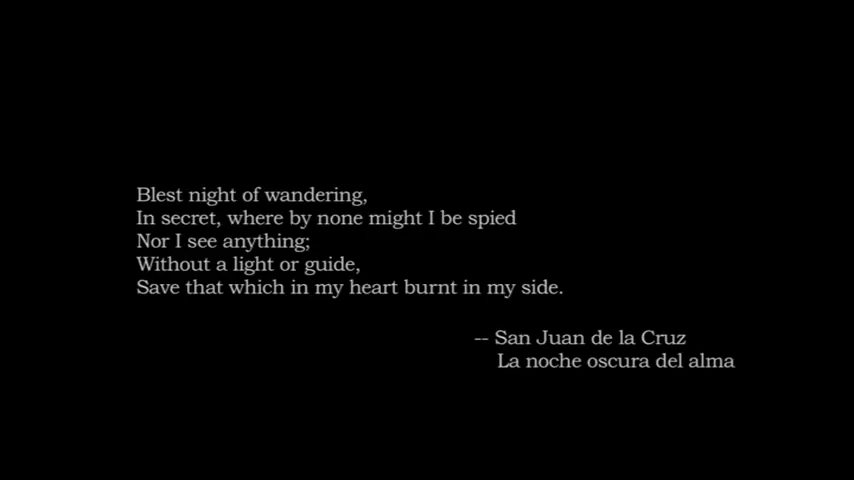 Blest night of wandering,
In secret, where by none might I be spied
Nor I see anything;
Without a light or guide,
Save that which in my heart burnt in my side.
-- San Juan de la Cruz
La noche oscura del alma